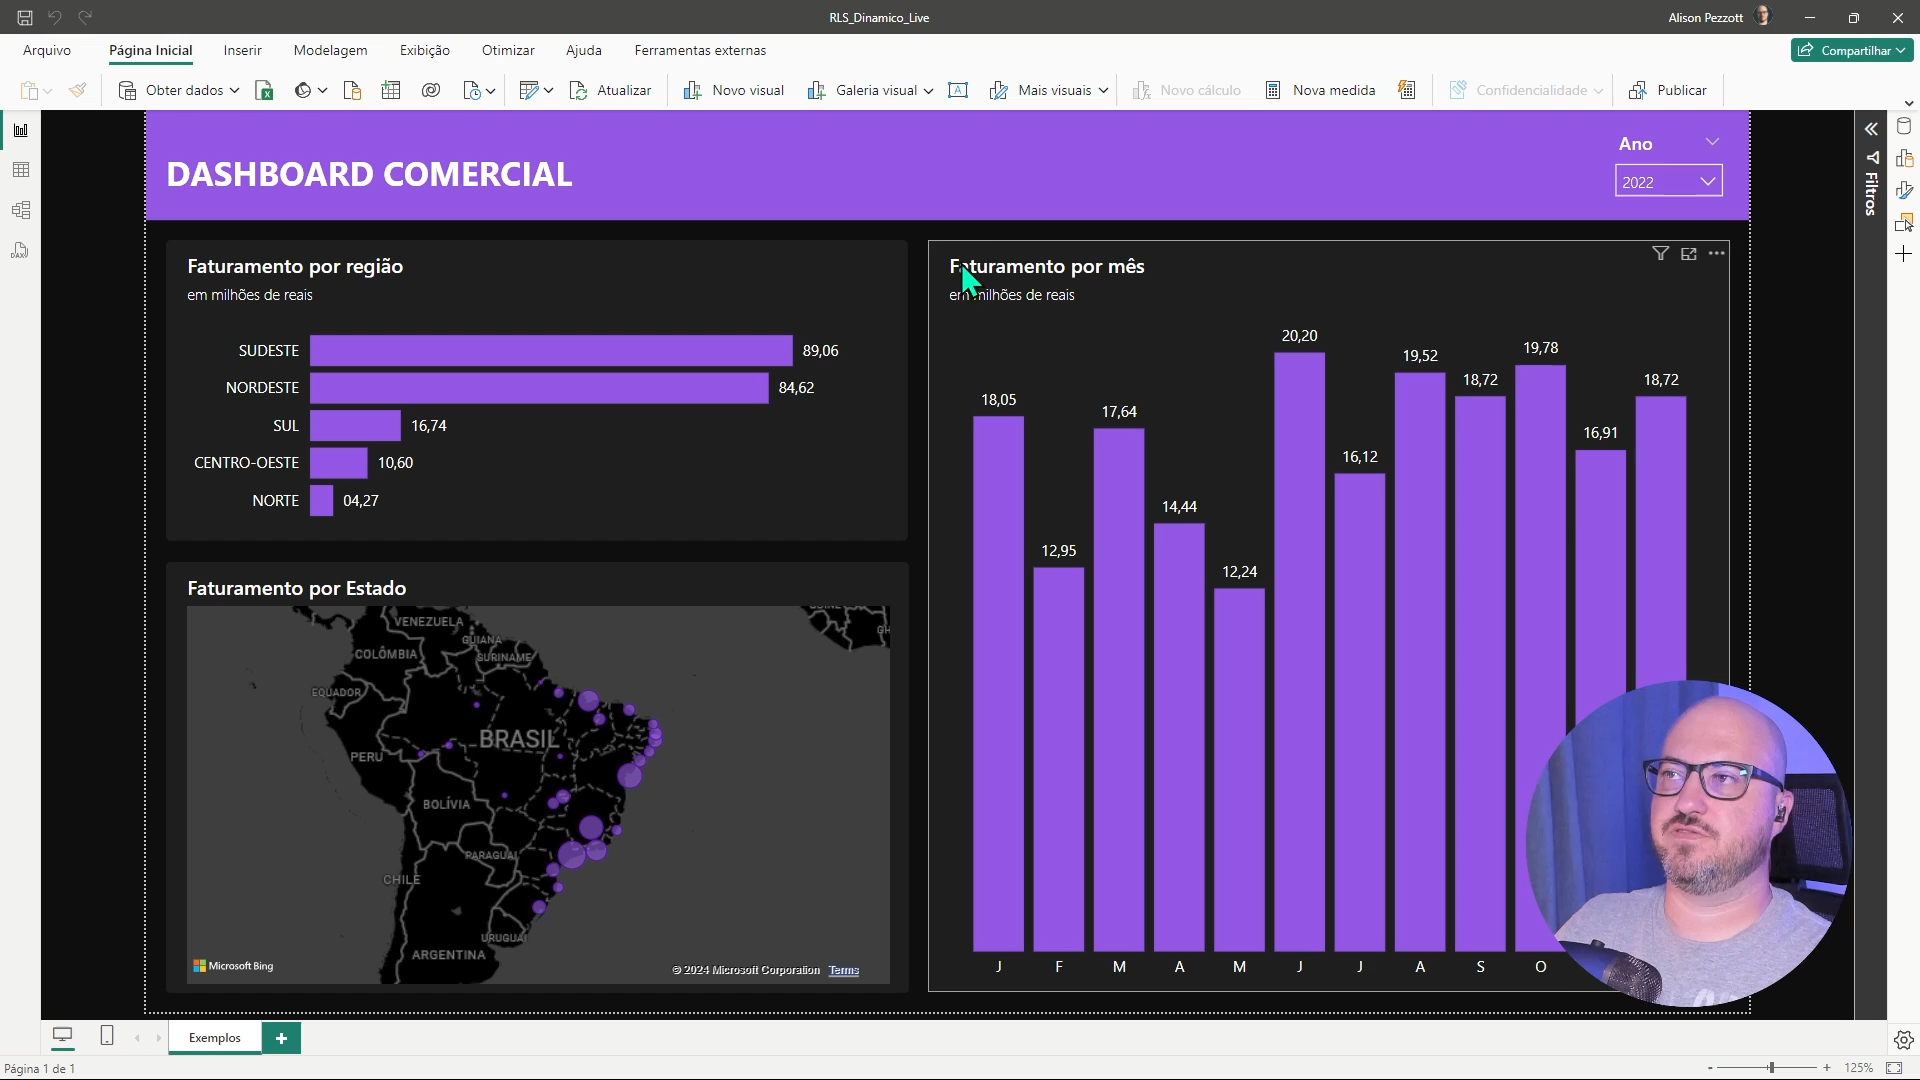 RLS_Dinamico_Live
Alison Pezzott
Arquivo
Página Inicial
Inserir
Modelagem
Exibição
Otimizar
Ajuda
Ferramentas externas
Compartilhar
Obter dados
Atualizar
Novo visual
Galeria visual
Mais visuais
Novo cálculo
Nova medida
Confidencialidade
Publicar
DASHBOARD COMERCIAL
Ano
2022
Filtros
DAX
Faturamento por região
em milhões de reais
SUDESTE 89,06
NORDESTE 84,62
SUL 16,74
CENTRO-OESTE 10,60
NORTE 04,27
Faturamento por Estado
VENEZUELA
GUIANA
COLÔMBIA
SURINAME
EQUADOR
BRASIL
PERU
BOLÍVIA
PARAGUAI
CHILE
URUGUAI
ARGENTINA
Microsoft Bing
© 2024 Microsoft Corporation Terms
Faturamento por mês
em milhões de reais
18,05
12,95
17,64
14,44
12,24
20,20
16,12
19,52
18,72
19,78
16,91
18,72
J F M A M J J A S O
Exemplos
Página 1 de 1
125%